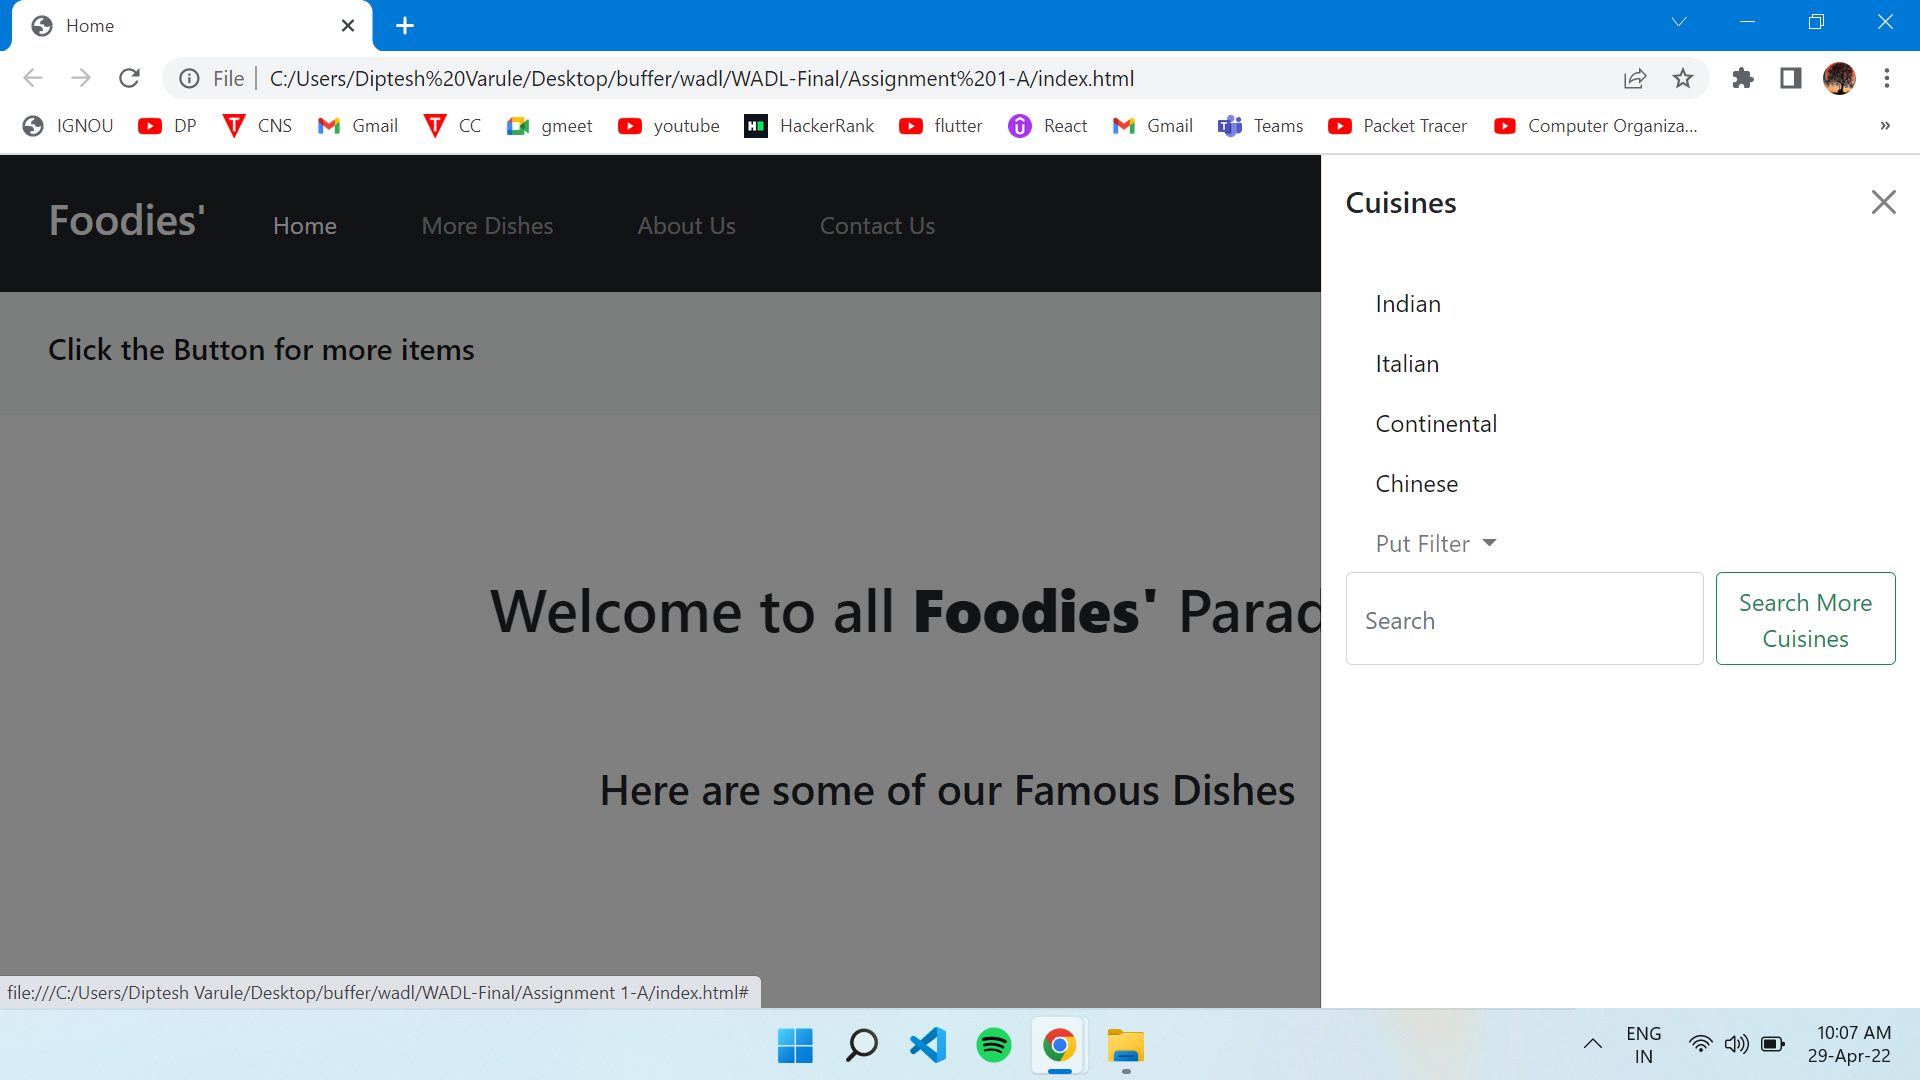 Home
File
C:/Users/Diptesh%20Varule/Desktop/buffer/wadl/WADL-Final/Assignment%201-A/index.html
IGNOU DP CNS Gmail CC gmeet youtube HackerRank flutter React Gmail Teams Packet Tracer Computer Organiza...
Foodies' Home More Dishes About Us Contact Us
Click the Button for more items
Welcome to all Foodies' Parad
Here are some of our Famous Dishes
Cuisines
Indian
Italian
Continental
Chinese
Put Filter
Search
Search More
Cuisines
file:///C:/Users/Diptesh Varule/Desktop/buffer/wadl/WADL-Final/Assignment 1-A/index.html#
ENG
IN
10:07 AM
29-Apr-22